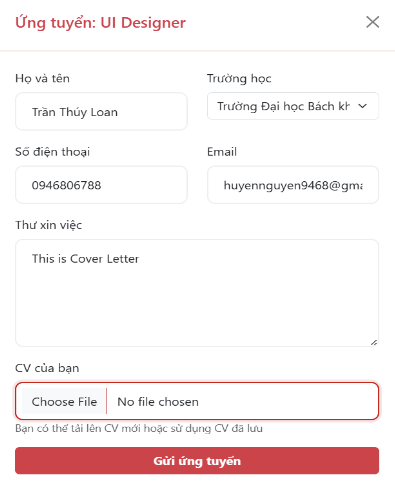 Ứng tuyển: UI Designer
Họ và tên
Trường học
Trần Thúy Loan
Trường Đại học Bách kh
Số điện thoại
Email
0946806788
huyennguyen9468@gma
Thư xin việc
This is Cover Letter
CV của bạn
Choose File
No file chosen
Bạn có thể tải lên CV mới hoặc sử dụng CV đã lưu
Gửi ứng tuyển